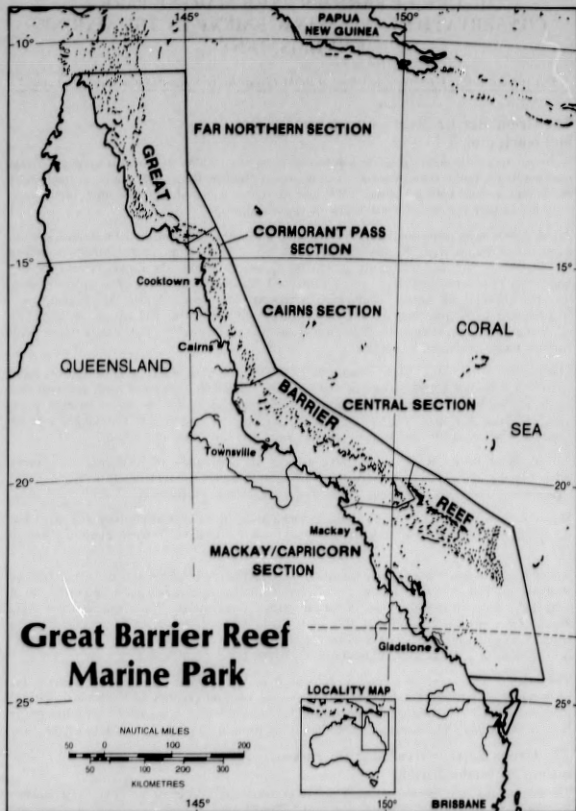 145°
150°
PAPUA
NEW GUINEA
10°
FAR NORTHERN SECTION
GREAT
CORMORANT PASS
SECTION
15°
15°
Cooktown
CAIRNS SECTION
CORAL
Cairns
QUEENSLAND
BARRIER
CENTRAL SECTION
SEA
Townsville
20°
20°
REEF
Mackay
MACKAY/CAPRICORN
SECTION
Great Barrier Reef
Marine Park
Gladstone
LOCALITY MAP
25°
25°
NAUTICAL MILES
50 0 100 200
50 100 200 300
KILOMETRES
145°
150°
BRISBANE